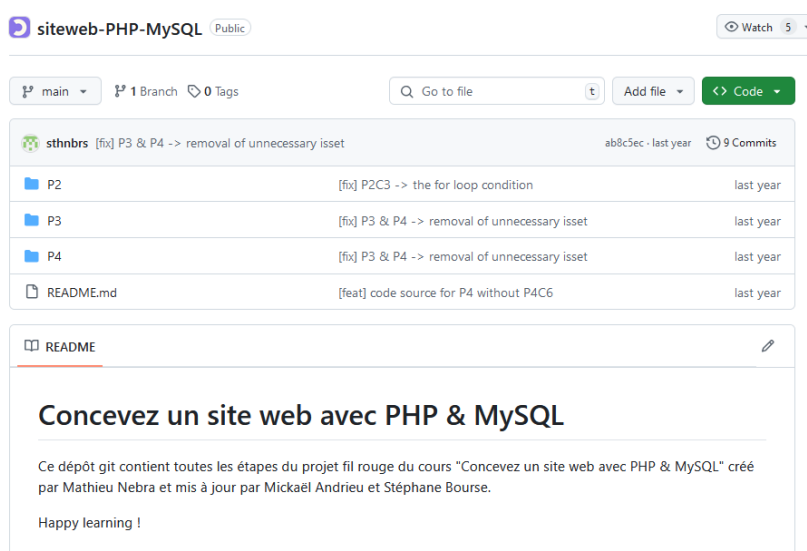 siteweb-PHP-MySQL Public Watch 5
main 1 Branch 0 Tags Go to file t Add file Code
sthnbrs [fix] P3 & P4 -> removal of unnecessary isset ab8c5ec · last year 9 Commits
P2 [fix] P2C3 -> the for loop condition last year
P3 [fix] P3 & P4 -> removal of unnecessary isset last year
P4 [fix] P3 & P4 -> removal of unnecessary isset last year
README.md [feat] code source for P4 without P4C6 last year
README
Concevez un site web avec PHP & MySQL
Ce dépôt git contient toutes les étapes du projet fil rouge du cours "Concevez un site web avec PHP & MySQL" créé
par Mathieu Nebra et mis à jour par Mickaël Andrieu et Stéphane Bourse.
Happy learning !